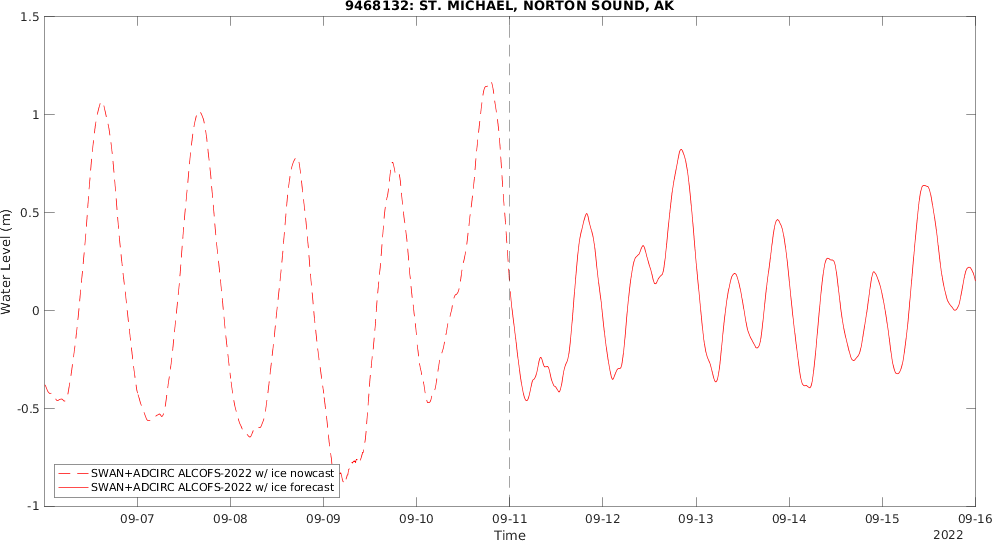 9468132: ST. MICHAEL, NORTON SOUND, AK
1.5
1
0.5
0
-0.5
-1
Water Level (m)
SWAN+ADCIRC ALCOFS-2022 w/ ice nowcast
SWAN+ADCIRC ALCOFS-2022 w/ ice forecast
09-07 09-08 09-09 09-10 09-11 09-12 09-13 09-14 09-15 09-16
Time
2022